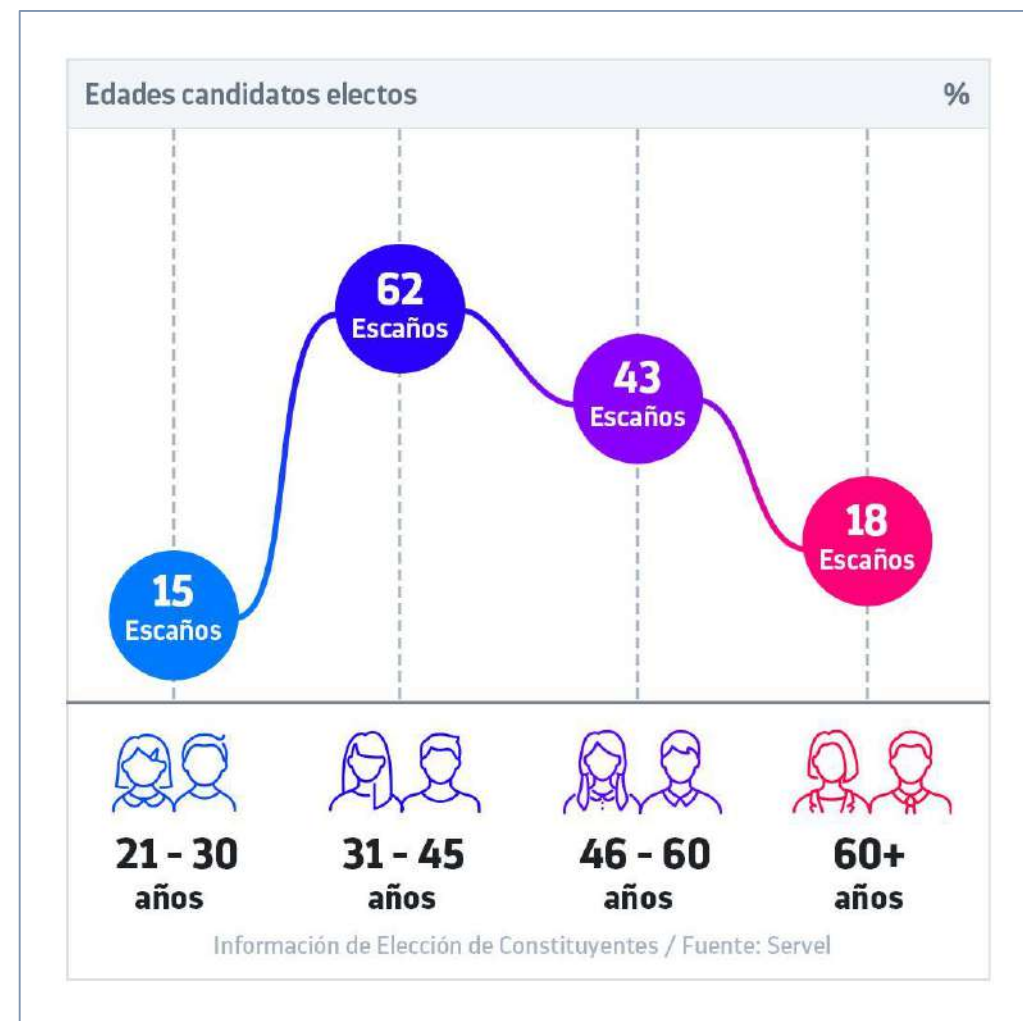 Edades candidatos electos %
62
Escaños
43
Escaños
18
Escaños
15
Escaños
21 - 30
años
31 - 45
años
46 - 60
años
60+
años
Información de Elección de Constituyentes / Fuente: Servel